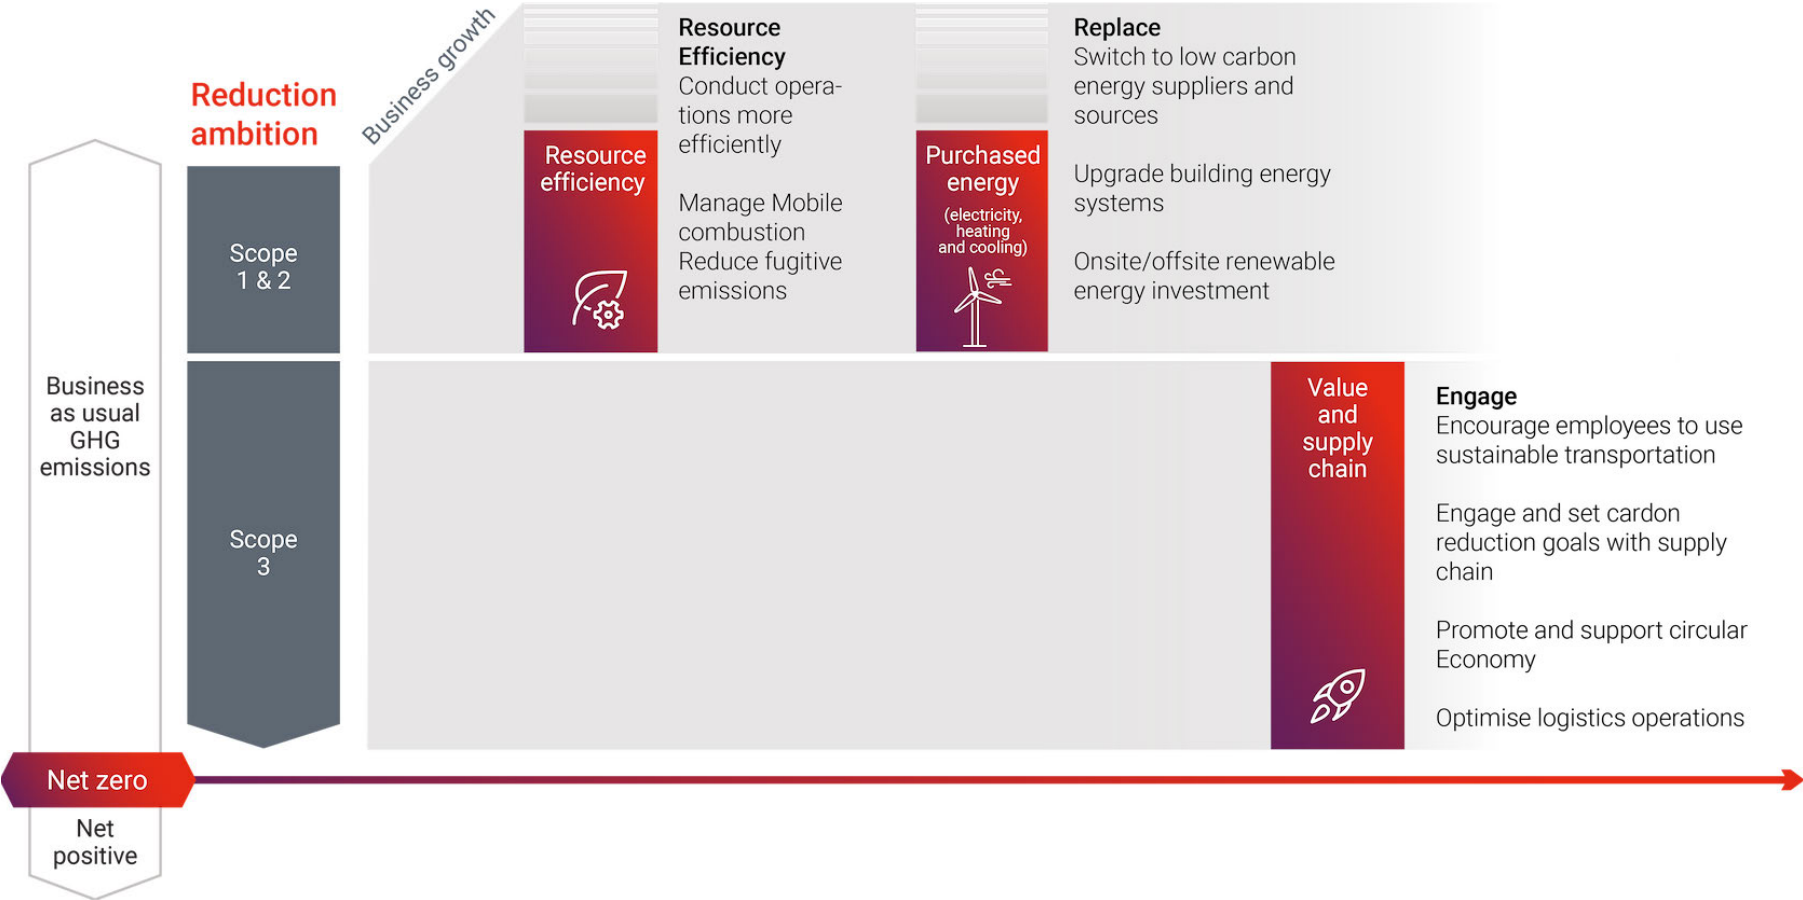 Business growth
Reduction
ambition
Business
as usual
GHG
emissions
Net zero
Net
positive
Scope
1 & 2
Scope
3
Resource
efficiency
Resource
Efficiency
Conduct opera-
tions more
efficiently
Manage Mobile
combustion
Reduce fugitive
emissions
Purchased
energy
(electricity,
heating
and cooling)
Replace
Switch to low carbon
energy suppliers and
sources
Upgrade building energy
systems
Onsite/offsite renewable
energy investment
Value
and
supply
chain
Engage
Encourage employees to use
sustainable transportation
Engage and set cardon
reduction goals with supply
chain
Promote and support circular
Economy
Optimise logistics operations